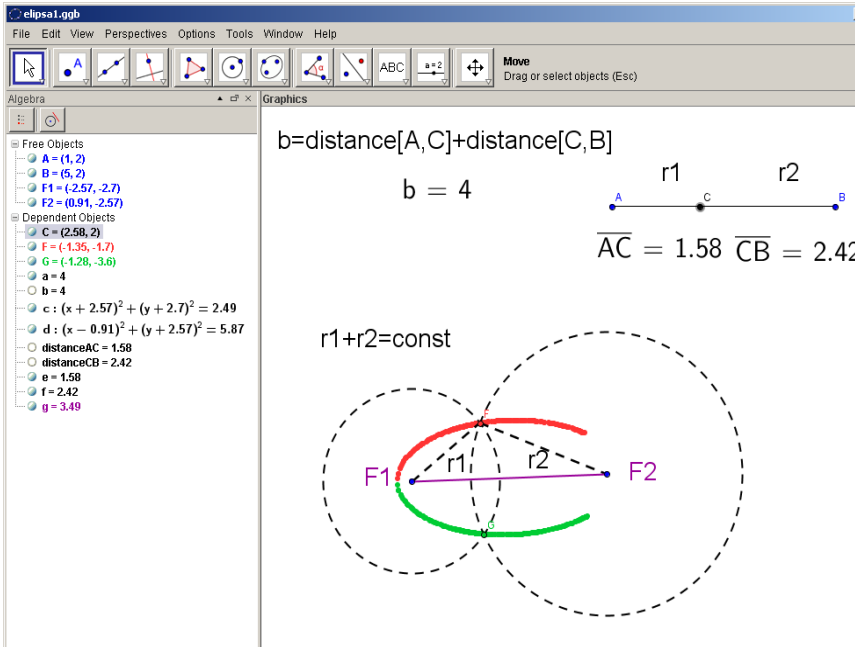 elipsa1.ggb
File Edit View Perspectives Options Tools Window Help
A
α
ABC
a=2
Move
Drag or select objects (Esc)
Algebra
Graphics
Free Objects
A = (1, 2)
B = (5, 2)
F1 = (-2.57, -2.7)
F2 = (0.91, -2.57)
Dependent Objects
C = (2.58, 2)
F = (-1.35, -1.7)
G = (-1.28, -3.6)
a = 4
b = 4
c : (x + 2.57)² + (y + 2.7)² = 2.49
d : (x − 0.91)² + (y + 2.57)² = 5.87
distanceAC = 1.58
distanceCB = 2.42
e = 1.58
f = 2.42
g = 3.49
b=distance[A,C]+distance[C,B]
b = 4
r1 r2
A C B
AC = 1.58 CB = 2.42
r1+r2=const
F
F1 r1 r2 F2
G